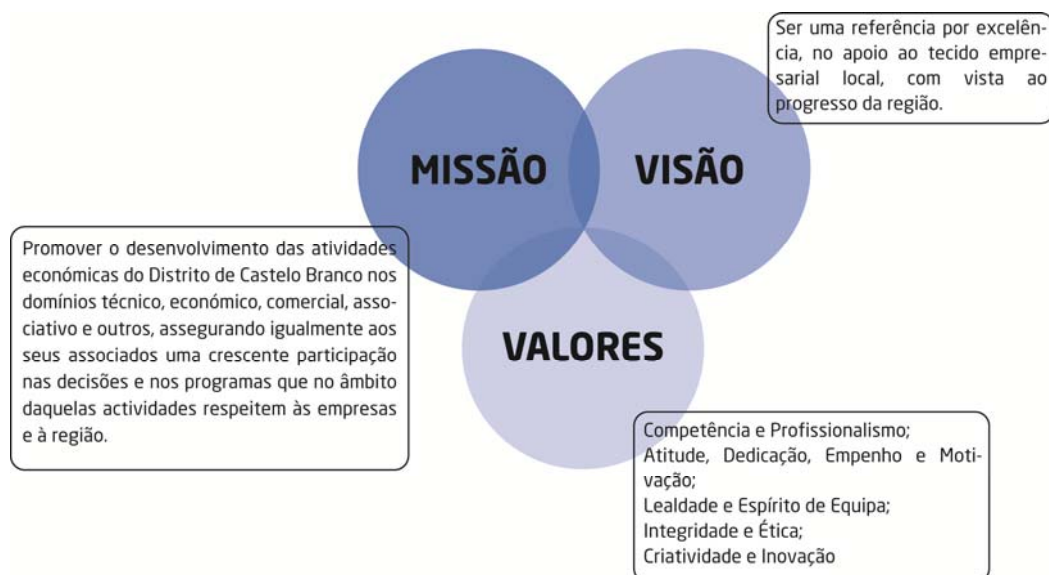 Ser uma referência por excelên-
cia, no apoio ao tecido empre-
sarial local, com vista ao
progresso da região.
MISSÃO
VISÃO
Promover o desenvolvimento das atividades
económicas do Distrito de Castelo Branco nos
domínios técnico, económico, comercial, asso-
ciativo e outros, assegurando igualmente aos
seus associados uma crescente participação
nas decisões e nos programas que no âmbito
daquelas actividades respeitem às empresas
e à região.
VALORES
Competência e Profissionalismo;
Atitude, Dedicação, Empenho e Moti-
vação;
Lealdade e Espírito de Equipa;
Integridade e Ética;
Criatividade e Inovação